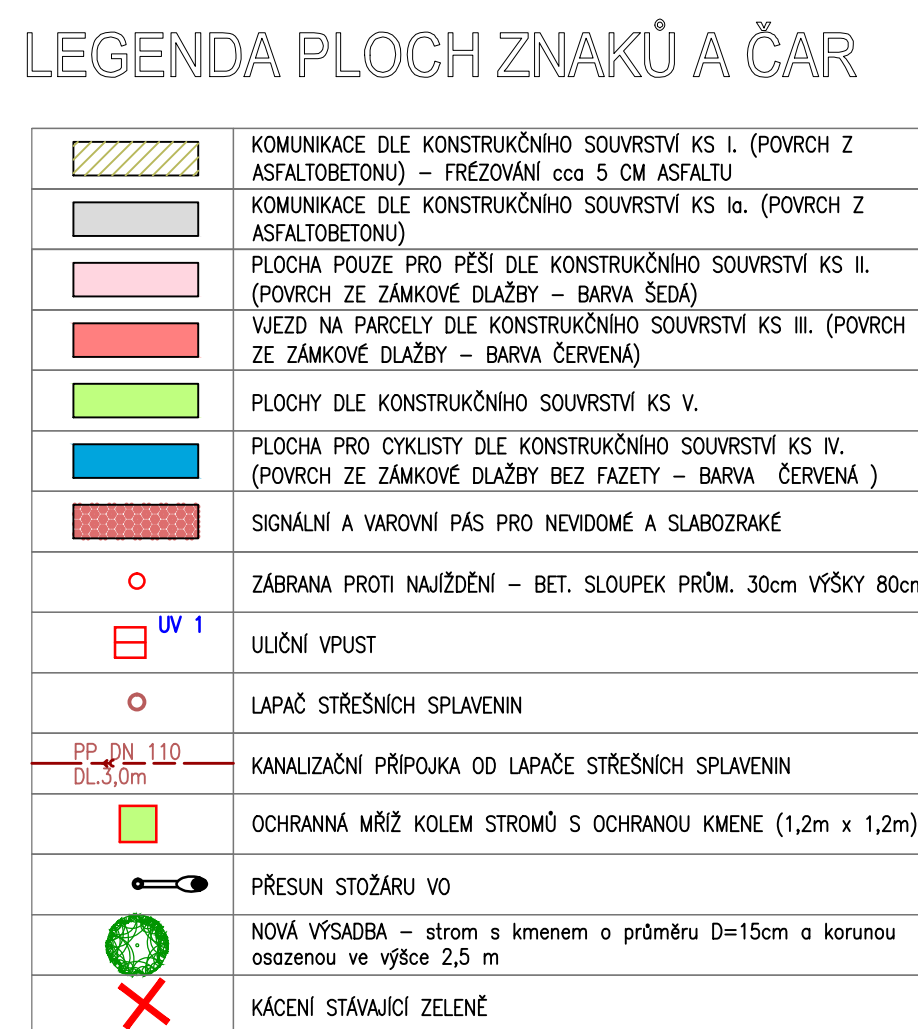 LEGENDA PLOCH ZNAKŮ A ČAR
KOMUNIKACE DLE KONSTRUKČNÍHO SOUVRSTVÍ KS I. (POVRCH Z
ASFALTOBETONU) – FRÉZOVÁNÍ cca 5 CM ASFALTU
KOMUNIKACE DLE KONSTRUKČNÍHO SOUVRSTVÍ KS Ia. (POVRCH Z
ASFALTOBETONU)
PLOCHA POUZE PRO PĚŠÍ DLE KONSTRUKČNÍHO SOUVRSTVÍ KS II.
(POVRCH ZE ZÁMKOVÉ DLAŽBY – BARVA ŠEDÁ)
VJEZD NA PARCELY DLE KONSTRUKČNÍHO SOUVRSTVÍ KS III. (POVRCH
ZE ZÁMKOVÉ DLAŽBY – BARVA ČERVENÁ)
PLOCHY DLE KONSTRUKČNÍHO SOUVRSTVÍ KS V.
PLOCHA PRO CYKLISTY DLE KONSTRUKČNÍHO SOUVRSTVÍ KS IV.
(POVRCH ZE ZÁMKOVÉ DLAŽBY BEZ FAZETY – BARVA ČERVENÁ )
SIGNÁLNÍ A VAROVNÍ PÁS PRO NEVIDOMÉ A SLABOZRAKÉ
ZÁBRANA PROTI NAJÍŽDĚNÍ – BET. SLOUPEK PRŮM. 30cm VÝŠKY 80cm
UV 1
ULIČNÍ VPUST
LAPAČ STŘEŠNÍCH SPLAVENIN
PP DN 110
DL.3,0m
KANALIZAČNÍ PŘÍPOJKA OD LAPAČE STŘEŠNÍCH SPLAVENIN
OCHRANNÁ MŘÍŽ KOLEM STROMŮ S OCHRANOU KMENE (1,2m x 1,2m)
PŘESUN STOŽÁRU VO
NOVÁ VÝSADBA – strom s kmenem o průměru D=15cm a korunou
osazenou ve výšce 2,5 m
KÁCENÍ STÁVAJÍCÍ ZELENĚ